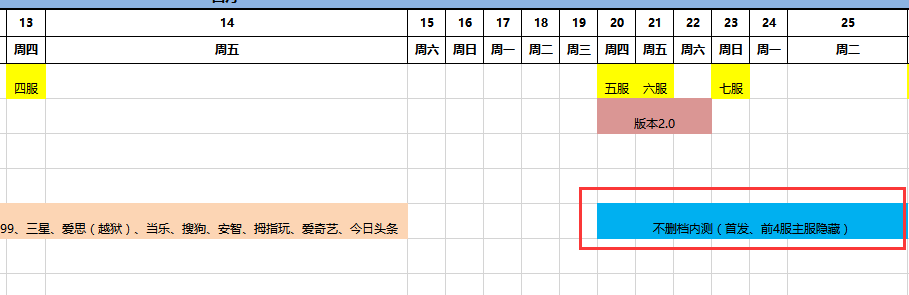 13 14 15 16 17 18 19 20 21 22 23 24 25
周四 周五 周六 周日 周一 周二 周三 周四 周五 周六 周日 周一 周二
四服 五服 六服 七服
版本2.0
99、三星、爱思（越狱）、当乐、搜狗、安智、拇指玩、爱奇艺、今日头条 不删档内测（首发、前4服主服隐藏）